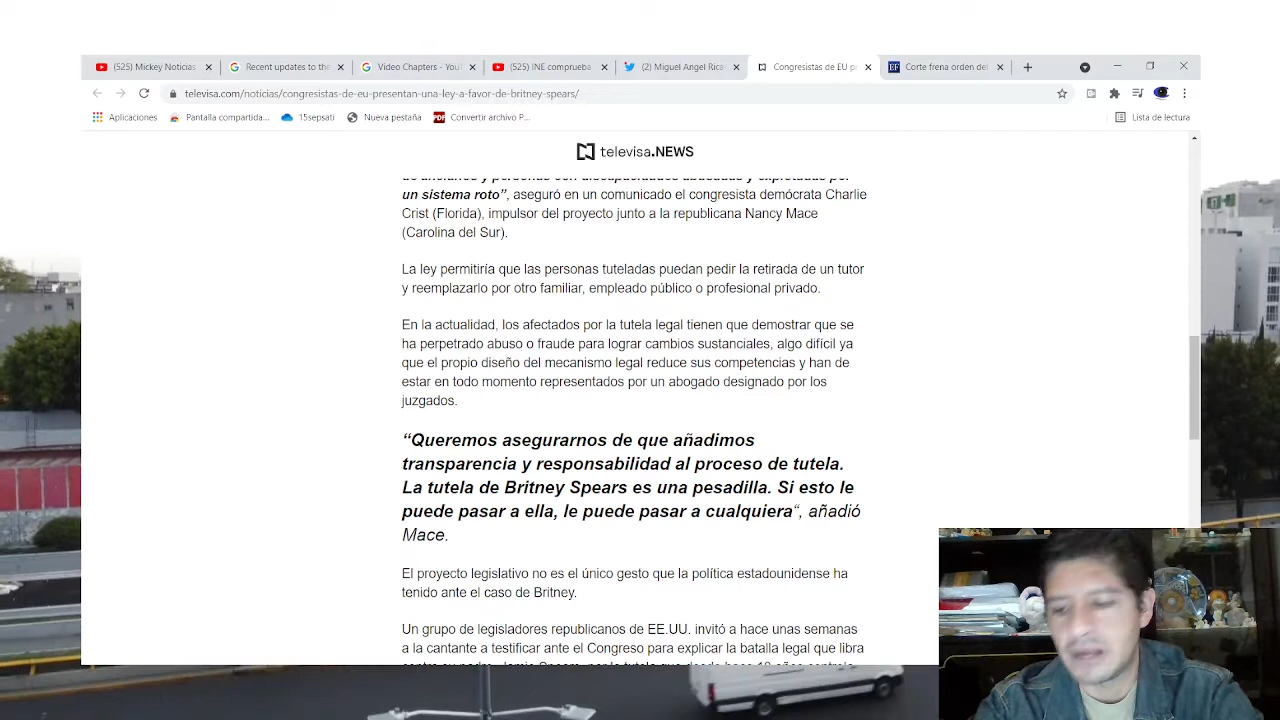 (525) Mickey Noticias
Recent updates to the
Video Chapters - YouT
(525) INE comprueba
(2) Miguel Angel Rica
Congresistas de EU pr
Corte frena orden del
televisa.com/noticias/congresistas-de-eu-presentan-una-ley-a-favor-de-britney-spears/
Aplicaciones
Pantalla compartida...
15sepsati
Nueva pestaña
PDF
Convertir archivo P...
Lista de lectura
televisa.NEWS
de ancianos y personas con discapacidades abusadas y explotadas por
un sistema roto”, aseguró en un comunicado el congresista demócrata Charlie
Crist (Florida), impulsor del proyecto junto a la republicana Nancy Mace
(Carolina del Sur).
La ley permitiría que las personas tuteladas puedan pedir la retirada de un tutor
y reemplazarlo por otro familiar, empleado público o profesional privado.
En la actualidad, los afectados por la tutela legal tienen que demostrar que se
ha perpetrado abuso o fraude para lograr cambios sustanciales, algo difícil ya
que el propio diseño del mecanismo legal reduce sus competencias y han de
estar en todo momento representados por un abogado designado por los
juzgados.
“Queremos asegurarnos de que añadimos
transparencia y responsabilidad al proceso de tutela.
La tutela de Britney Spears es una pesadilla. Si esto le
puede pasar a ella, le puede pasar a cualquiera“, añadió
Mace.
El proyecto legislativo no es el único gesto que la política estadounidense ha
tenido ante el caso de Britney.
Un grupo de legisladores republicanos de EE.UU. invitó a hace unas semanas
a la cantante a testificar ante el Congreso para explicar la batalla legal que libra